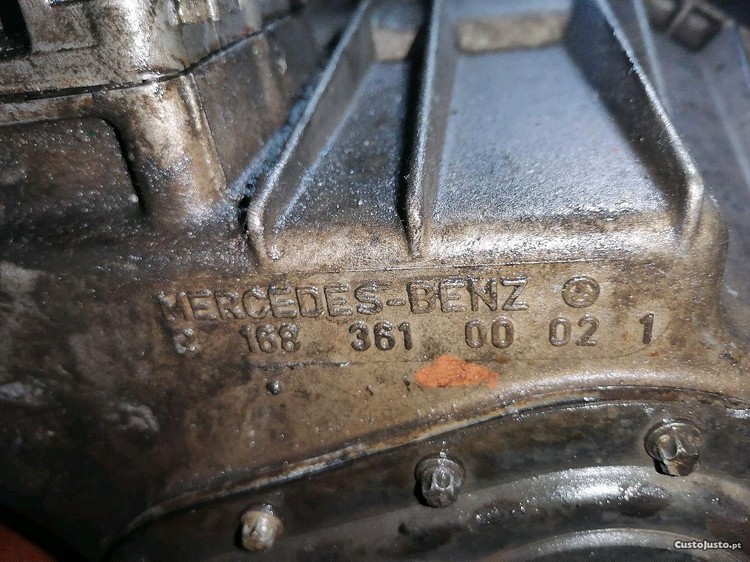 MERCEDES-BENZ
R 168 361 00 02 1
CustoJusto.pt